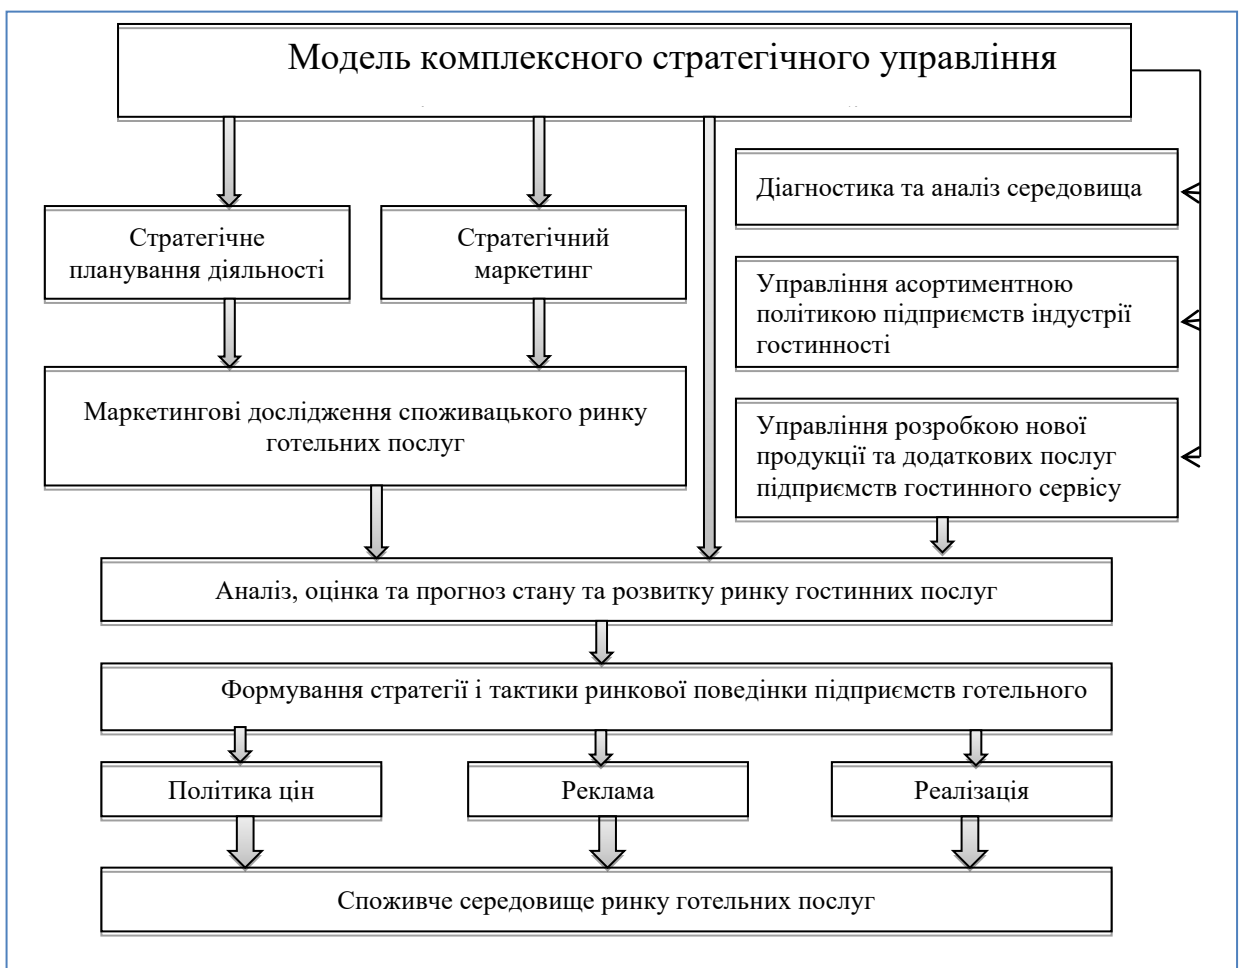 Модель комплексного стратегічного управління
Діагностика та аналіз середовища
Стратегічне
планування діяльності
Стратегічний
маркетинг
Управління асортиментною
політикою підприємств індустрії
гостинності
Маркетингові дослідження споживацького ринку
готельних послуг
Управління розробкою нової
продукції та додаткових послуг
підприємств гостинного сервісу
Аналіз, оцінка та прогноз стану та розвитку ринку гостинних послуг
Формування стратегії і тактики ринкової поведінки підприємств готельного
Політика цін
Реклама
Реалізація
Споживче середовище ринку готельних послуг